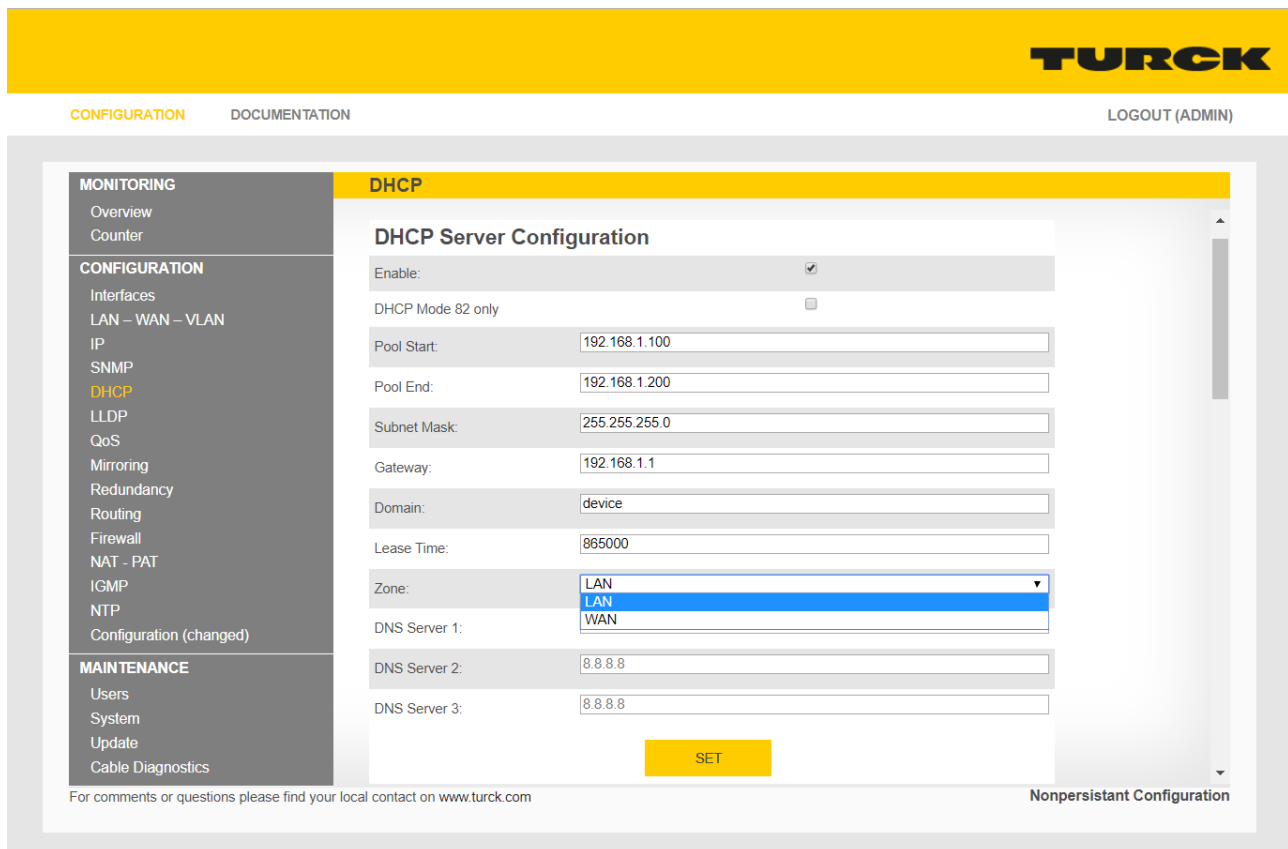 TURCK
CONFIGURATION DOCUMENTATION LOGOUT (ADMIN)
MONITORING
Overview
Counter
CONFIGURATION
Interfaces
LAN – WAN – VLAN
IP
SNMP
DHCP
LLDP
QoS
Mirroring
Redundancy
Routing
Firewall
NAT - PAT
IGMP
NTP
Configuration (changed)
MAINTENANCE
Users
System
Update
Cable Diagnostics
DHCP
DHCP Server Configuration
Enable:
DHCP Mode 82 only
Pool Start: 192.168.1.100
Pool End: 192.168.1.200
Subnet Mask: 255.255.255.0
Gateway: 192.168.1.1
Domain: device
Lease Time: 865000
Zone: LAN
LAN
WAN
DNS Server 1:
DNS Server 2: 8.8.8.8
DNS Server 3: 8.8.8.8
SET
For comments or questions please find your local contact on www.turck.com
Nonpersistant Configuration